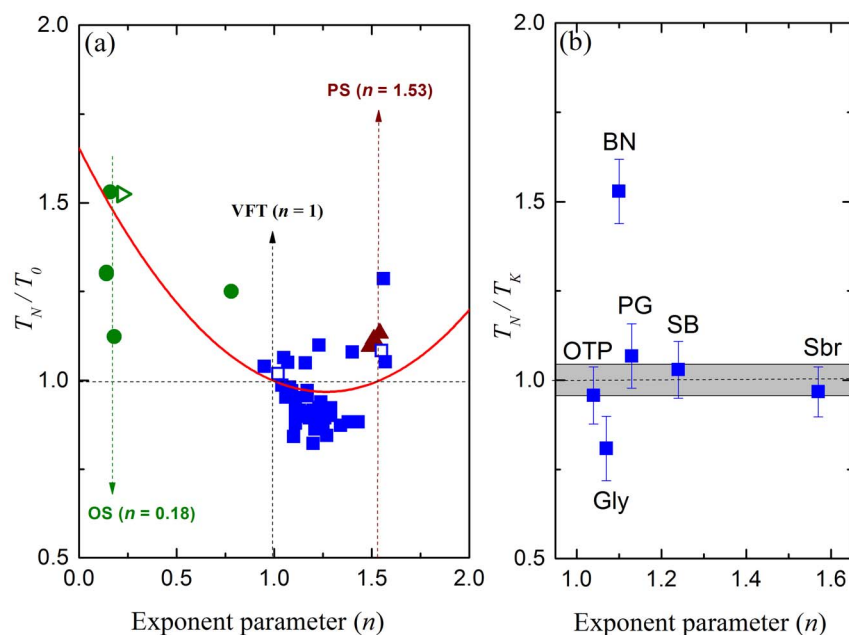 (a)
PS (n = 1.53)
VFT (n = 1)
OS (n = 0.18)
2.0
1.5
1.0
0.5
T_N / T_0
0.0 0.5 1.0 1.5 2.0
Exponent parameter (n)
(b)
BN
PG
SB
OTP
Sbr
Gly
2.0
1.5
1.0
0.5
T_N / T_K
1.0 1.2 1.4 1.6
Exponent parameter (n)